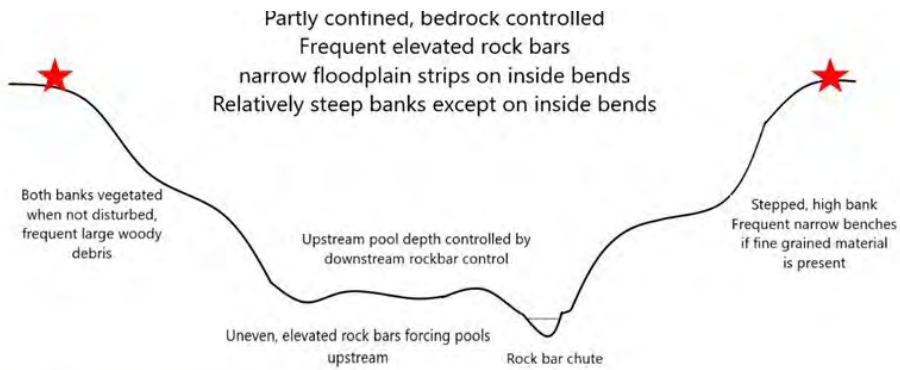 Partly confined, bedrock controlled
Frequent elevated rock bars
narrow floodplain strips on inside bends
Relatively steep banks except on inside bends
Both banks vegetated
when not disturbed,
frequent large woody
debris
Upstream pool depth controlled by
downstream rockbar control
Stepped, high bank
Frequent narrow benches
if fine grained material
is present
Uneven, elevated rock bars forcing pools
upstream
Rock bar chute